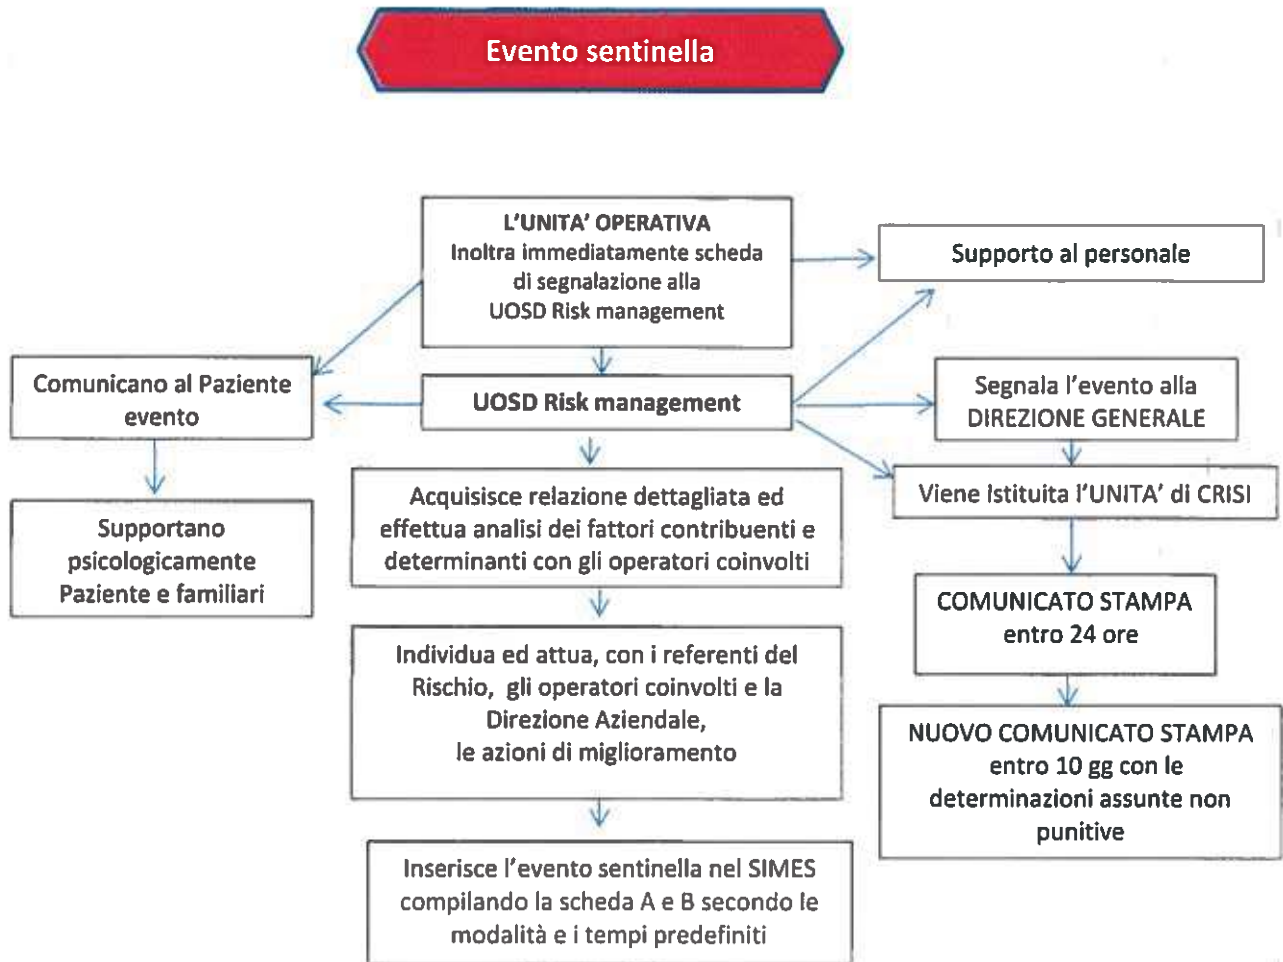 Evento sentinella
L'UNITA' OPERATIVA
Inoltra immediatamente scheda
di segnalazione alla
UOSD Risk management
Supporto al personale
Comunicano al Paziente
evento
UOSD Risk management
Segnala l'evento alla
DIREZIONE GENERALE
Supportano
psicologicamente
Paziente e familiari
Acquisisce relazione dettagliata ed
effettua analisi dei fattori contribuenti e
determinanti con gli operatori coinvolti
Viene Istituita l'UNITA' di CRISI
COMUNICATO STAMPA
entro 24 ore
Individua ed attua, con i referenti del
Rischio, gli operatori coinvolti e la
Direzione Aziendale,
le azioni di miglioramento
NUOVO COMUNICATO STAMPA
entro 10 gg con le
determinazioni assunte non
punitive
Inserisce l'evento sentinella nel SIMES
compilando la scheda A e B secondo le
modalità e i tempi predefiniti